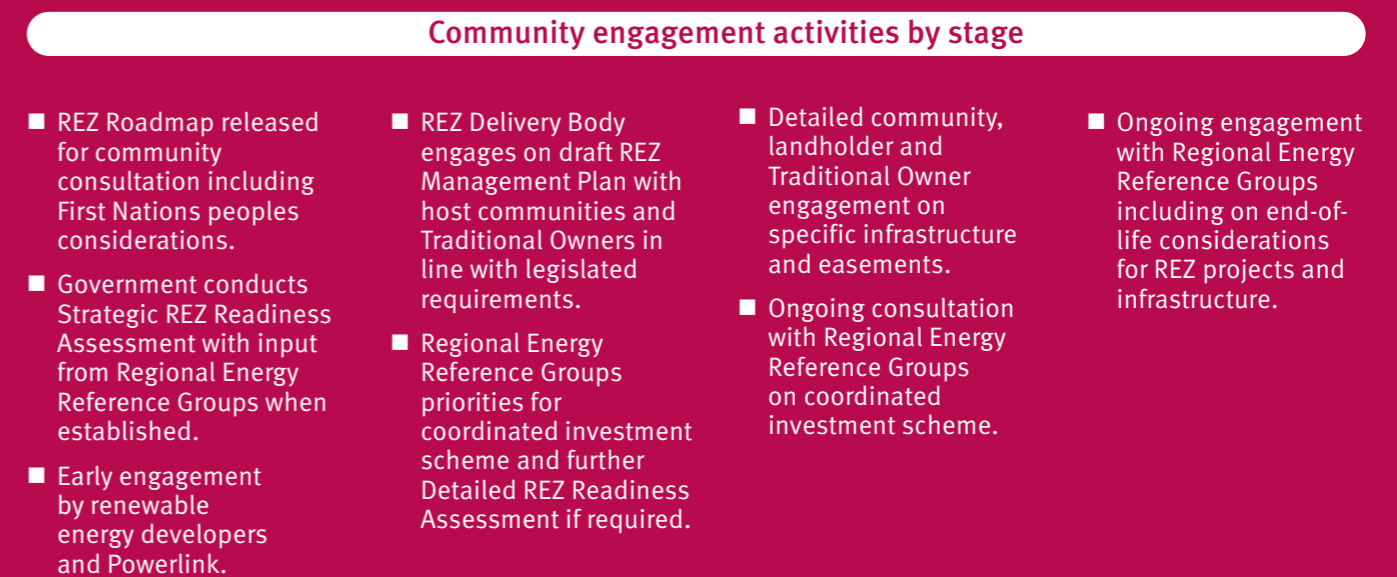 Community engagement activities by stage
■ REZ Roadmap released
for community
consultation including
First Nations peoples
considerations.
■ Government conducts
Strategic REZ Readiness
Assessment with input
from Regional Energy
Reference Groups when
established.
■ Early engagement
by renewable
energy developers
and Powerlink.
■ REZ Delivery Body
engages on draft REZ
Management Plan with
host communities and
Traditional Owners in
line with legislated
requirements.
■ Regional Energy
Reference Groups
priorities for
coordinated investment
scheme and further
Detailed REZ Readiness
Assessment if required.
■ Detailed community,
landholder and
Traditional Owner
engagement on
specific infrastructure
and easements.
■ Ongoing consultation
with Regional Energy
Reference Groups
on coordinated
investment scheme.
■ Ongoing engagement
with Regional Energy
Reference Groups
including on end-of-
life considerations
for REZ projects and
infrastructure.